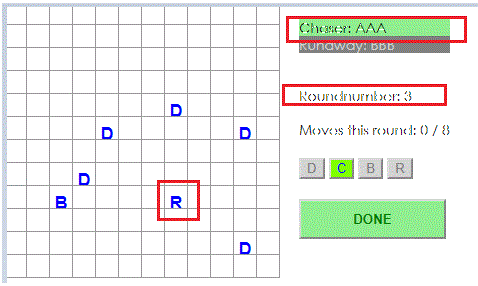 Chaser: AAA
Runaway: BBB
D
Roundnumber: 3
D
D
Moves this round: 0 / 8
D
D C B R
B
R
DONE
D